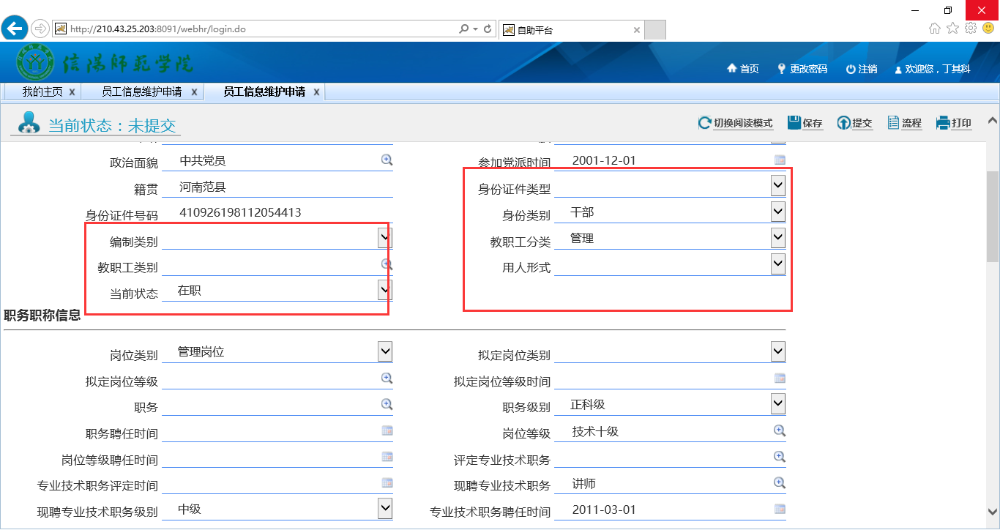 http://210.43.25.203:8091/webhr/login.do
自助平台
信阳师范学院
首页 更改密码 注销 欢迎您，丁其科
我的主页 x 员工信息维护申请 x 员工信息维护申请 x
当前状态：未提交 切换阅读模式 保存 提交 流程 打印
政治面貌 中共党员 参加党派时间 2001-12-01
籍贯 河南范县 身份证件类型
身份证件号码 410926198112054413 身份类别 干部
编制类别 教职工分类 管理
教职工类别 用人形式
当前状态 在职
职务职称信息
岗位类别 管理岗位 拟定岗位类别
拟定岗位等级 拟定岗位等级时间
职务 职务级别 正科级
职务聘任时间 岗位等级 技术十级
岗位等级聘任时间 评定专业技术职务
专业技术职务评定时间 现聘专业技术职务 讲师
现聘专业技术职务级别 中级 专业技术职务聘任时间 2011-03-01